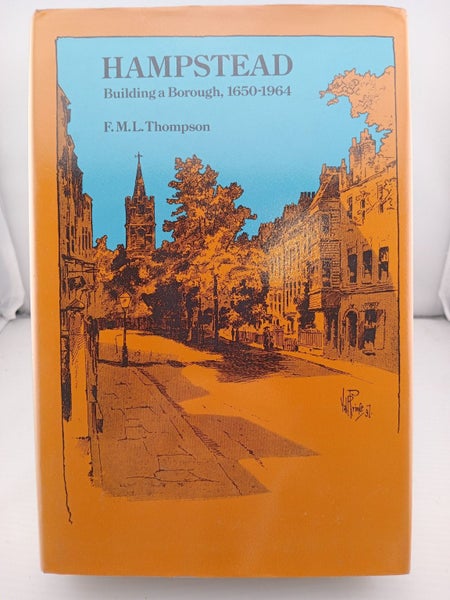 HAMPSTEAD
Building a Borough, 1650-1964
F. M. L. Thompson